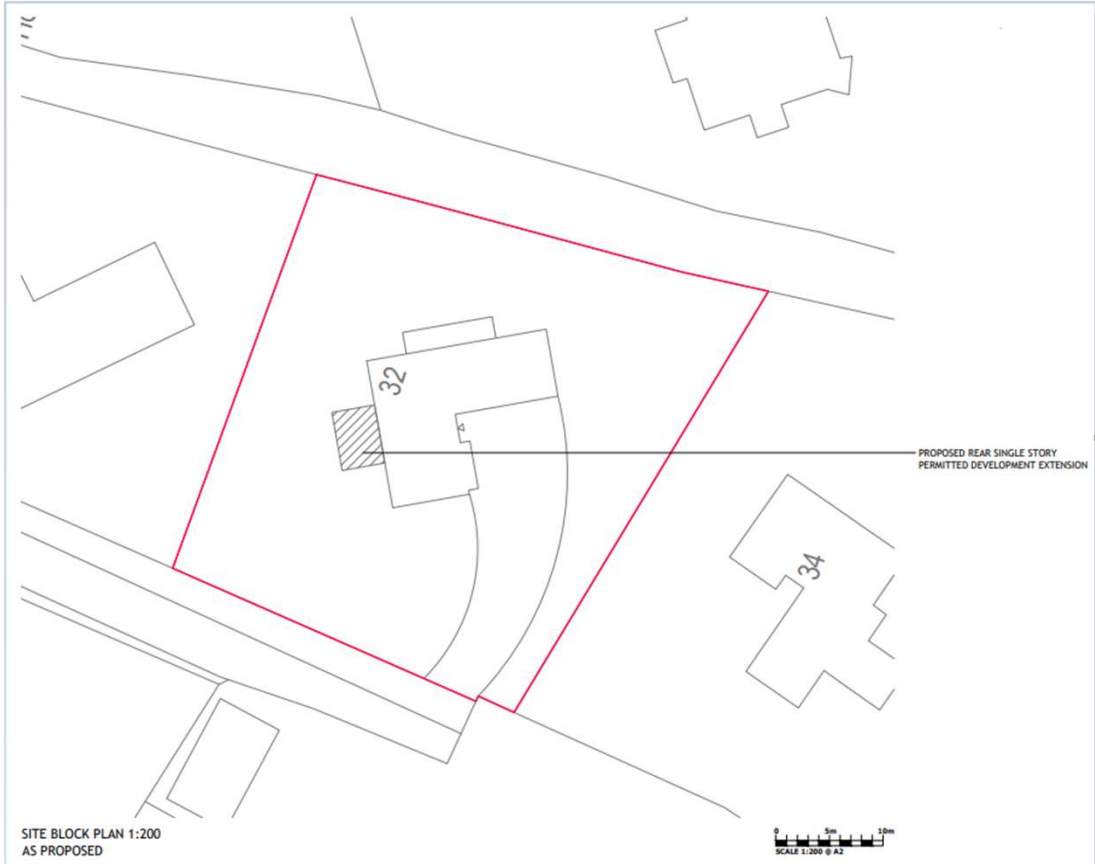 32
PROPOSED REAR SINGLE STORY
PERMITTED DEVELOPMENT EXTENSION
34
SITE BLOCK PLAN 1:200
AS PROPOSED
0 5m 10m
SCALE 1:200 @ A2